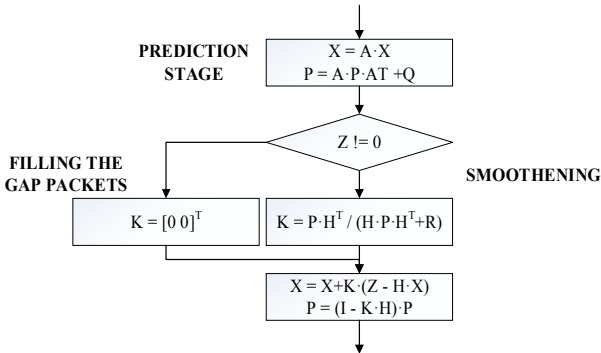 PREDICTION
STAGE
X = A·X
P = A·P·AT +Q
Z != 0
FILLING THE
GAP PACKETS
SMOOTHENING
K = [0 0]ᵀ
K = P·Hᵀ / (H·P·Hᵀ+R)
X = X+K·(Z - H·X)
P = (I - K·H)·P